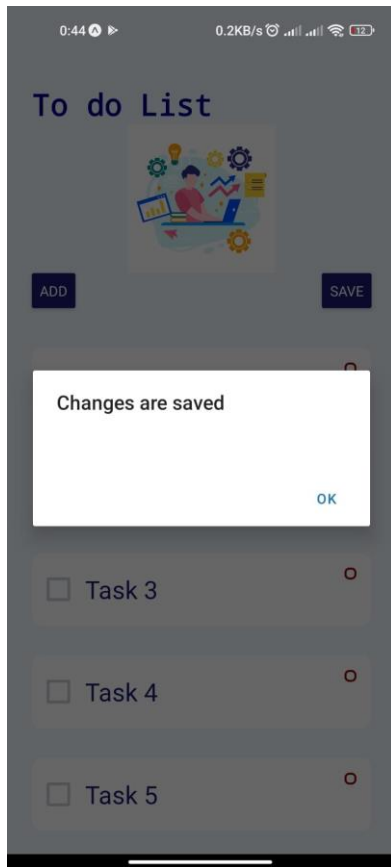 0:44 0.2KB/s 12
To do List
ADD SAVE
Changes are saved
OK
Task 3
Task 4
Task 5